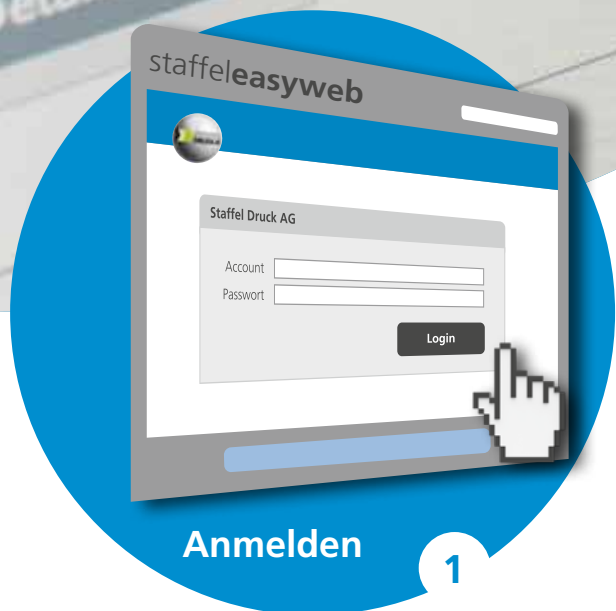 staffeleasyweb
Staffel Druck AG
Account
Passwort
Login
Anmelden
1